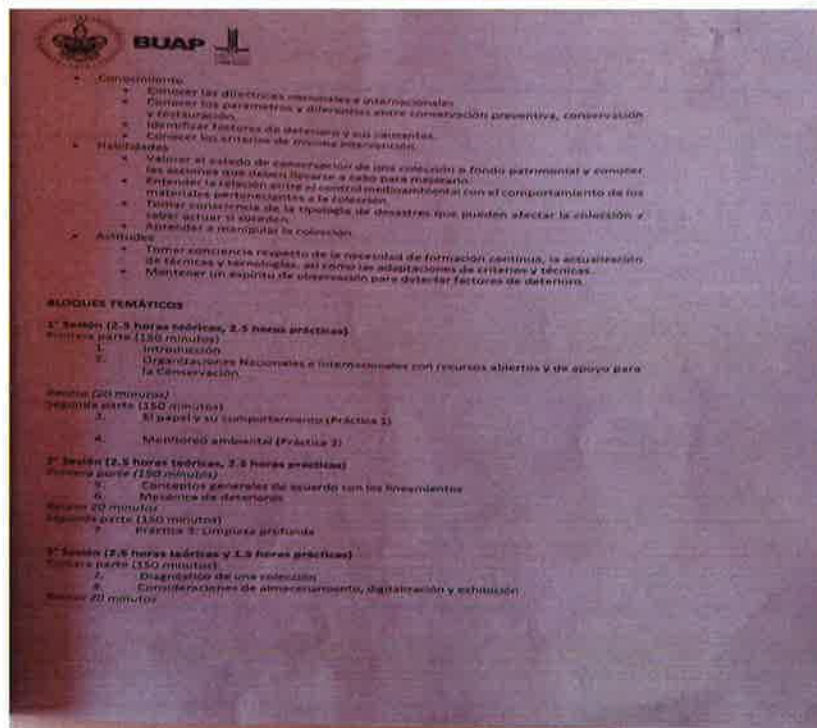 BUAP
• Conocimiento
• Conocer las directrices nacionales e internacionales
• Conocer los parámetros y diferencias entre conservación preventiva, conservación
y restauración.
• Identificar factores de deterioro y sus causantes.
• Conocer los criterios de mínima intervención.
• Habilidades
• Valorar el estado de conservación de una colección o fondo patrimonial y conocer
las acciones que deben llevarse a cabo para mejorarlo.
• Entender la relación entre el control medioambiental con el comportamiento de los
materiales pertenecientes a la colección.
• Tomar conciencia de la tipología de desastres que pueden afectar la colección y
saber actuar si suceden.
• Aprender a manipular la colección.
• Actitudes
• Tomar conciencia respecto de la necesidad de formación continua, la actualización
de técnicas y tecnologías, así como las adaptaciones de criterios y técnicas.
• Mantener un espíritu de observación para detectar factores de deterioro.
BLOQUES TEMÁTICOS
1° Sesión (2.5 horas teóricas, 2.5 horas prácticas)
Primera parte (150 minutos)
1. Introducción
2. Organizaciones Nacionales e Internacionales con recursos abiertos y de apoyo para
la Conservación
Receso (20 minutos)
Segunda parte (150 minutos)
3. El papel y su comportamiento (Práctica 1)
4. Monitoreo ambiental (Práctica 2)
2° Sesión (2.5 horas teóricas, 2.5 horas prácticas)
Primera parte (150 minutos)
5. Conceptos generales de acuerdo con los lineamientos
6. Mecánica de deterioros
Receso 20 minutos
Segunda parte (150 minutos)
7. Práctica 3: Limpieza profunda
3° Sesión (2.5 horas teóricas y 1.5 horas prácticas)
Primera parte (150 minutos)
7. Diagnóstico de una colección
8. Consideraciones de almacenamiento, digitalización y exhibición
Receso 20 minutos